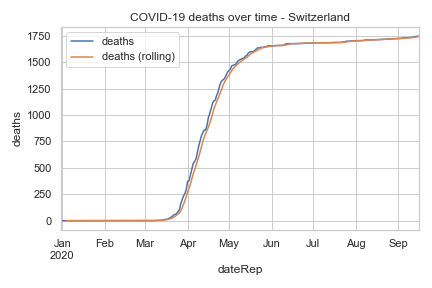 COVID-19 deaths over time - Switzerland
deaths
deaths (rolling)
1750
1500
1250
1000
750
500
250
0
deaths
Jan Feb Mar Apr May Jun Jul Aug Sep
2020
dateRep